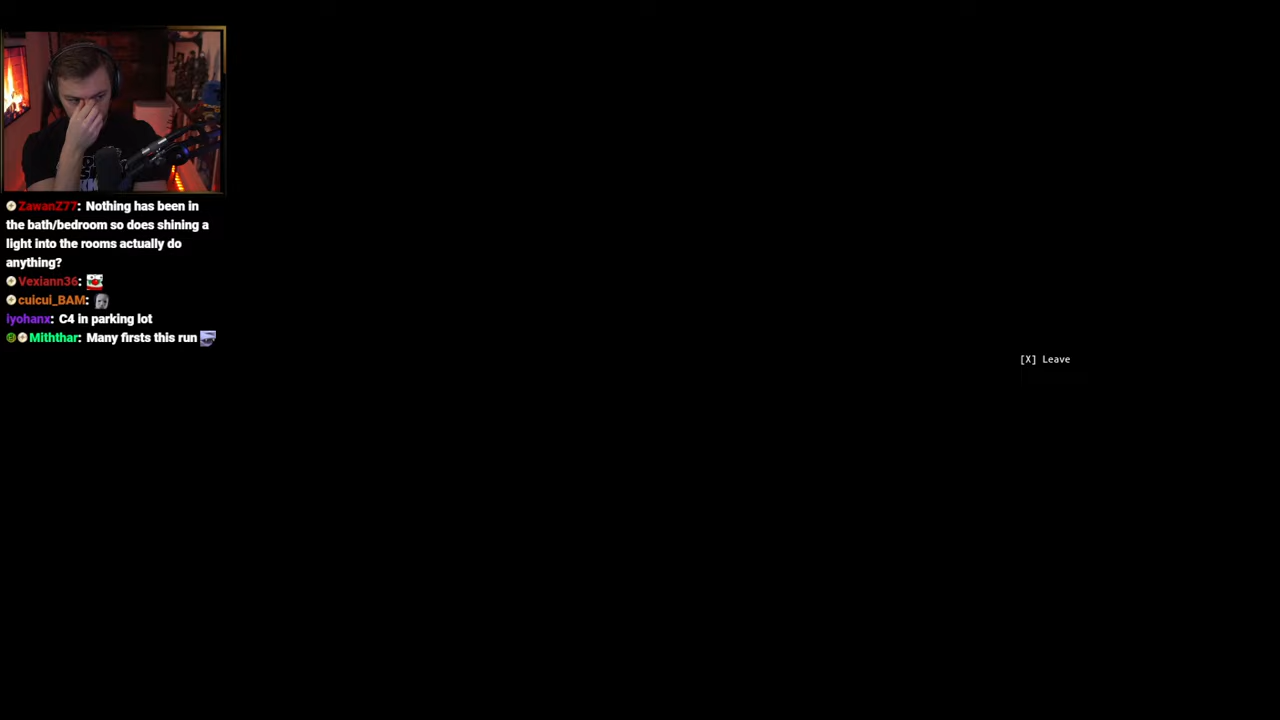 ZawanZ77: Nothing has been in
the bath/bedroom so does shining a
light into the rooms actually do
anything?
Vexiann36:
cuicui_BAM:
iyohanx: C4 in parking lot
Miththar: Many firsts this run
[X] Leave